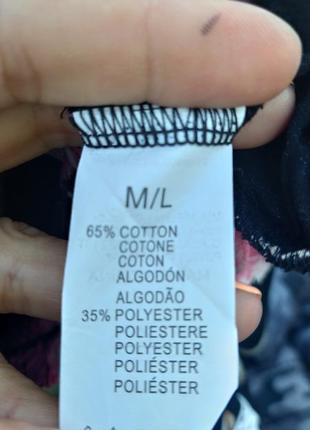 M/L
65% COTTON
COTONE
COTON
ALGODÓN
ALGODÃO
35% POLYESTER
POLIESTERE
POLYESTER
POLIÉSTER
POLIÉSTER